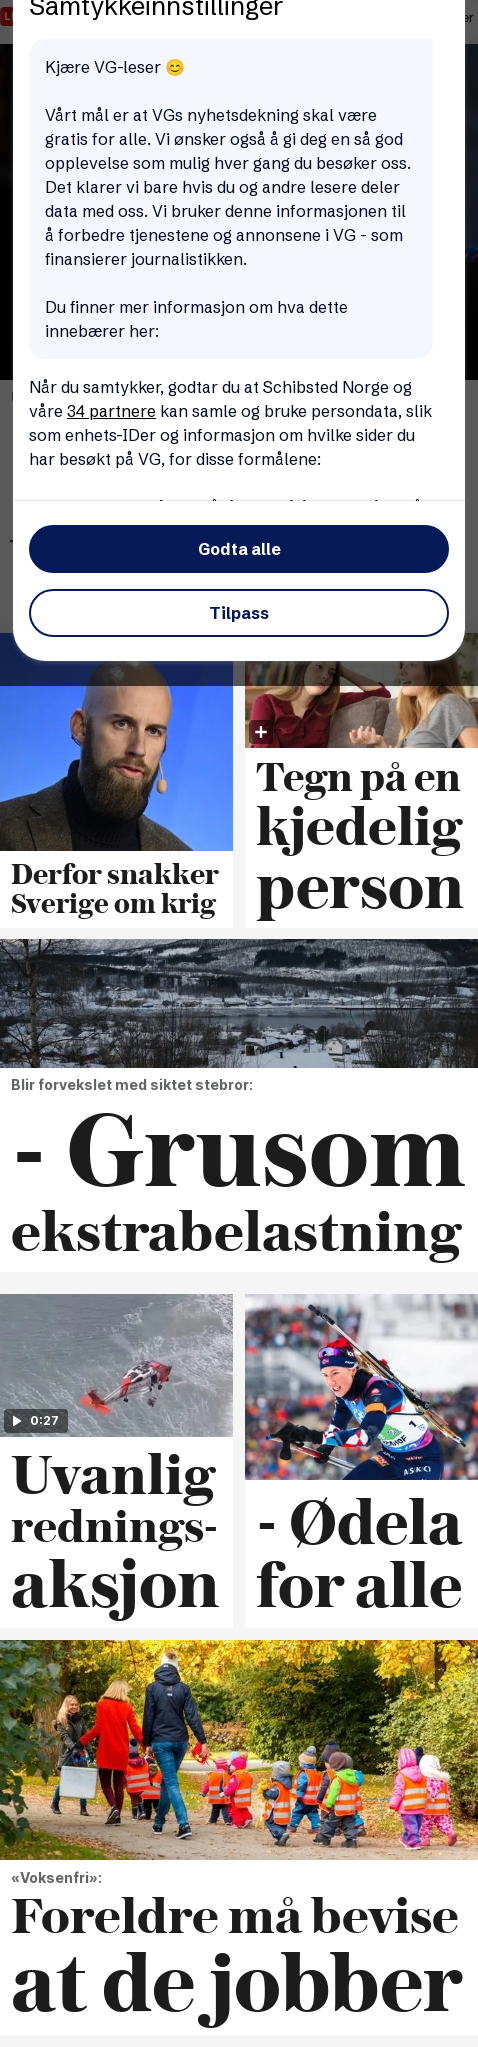 Samtykkeinnstillinger
Kjære VG-leser 😊
Vårt mål er at VGs nyhetsdekning skal være
gratis for alle. Vi ønsker også å gi deg en så god
opplevelse som mulig hver gang du besøker oss.
Det klarer vi bare hvis du og andre lesere deler
data med oss. Vi bruker denne informasjonen til
å forbedre tjenestene og annonsene i VG - som
finansierer journalistikken.
Du finner mer informasjon om hva dette
innebærer her:
Når du samtykker, godtar du at Schibsted Norge og
våre 34 partnere kan samle og bruke persondata, slik
som enhets-IDer og informasjon om hvilke sider du
har besøkt på VG, for disse formålene:
Godta alle
Tilpass
Derfor snakker
Sverige om krig
Tegn på en
kjedelig
person
Blir forvekslet med siktet stebror:
- Grusom
ekstrabelastning
0:27
Uvanlig
rednings-
aksjon
1
- Ødela
for alle
«Voksenfri»:
Foreldre må bevise
at de jobber